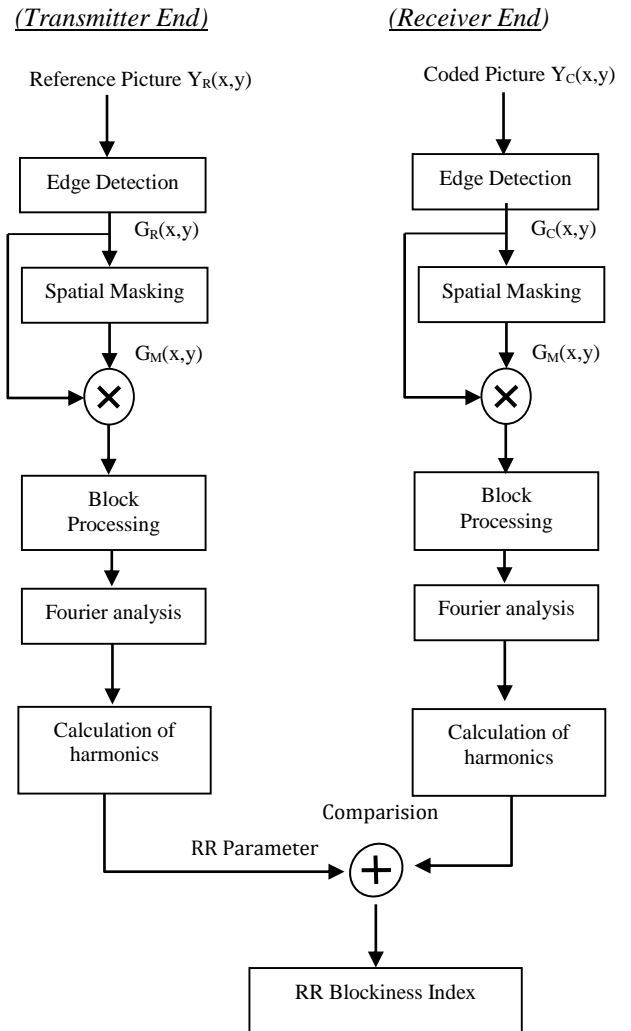 (Transmitter End)
Reference Picture Y_R(x,y)
Edge Detection
G_R(x,y)
Spatial Masking
G_M(x,y)
Block
Processing
Fourier analysis
Calculation of
harmonics
RR Parameter
(Receiver End)
Coded Picture Y_C(x,y)
Edge Detection
G_C(x,y)
Spatial Masking
G_M(x,y)
Block
Processing
Fourier analysis
Calculation of
harmonics
Comparision
RR Blockiness Index